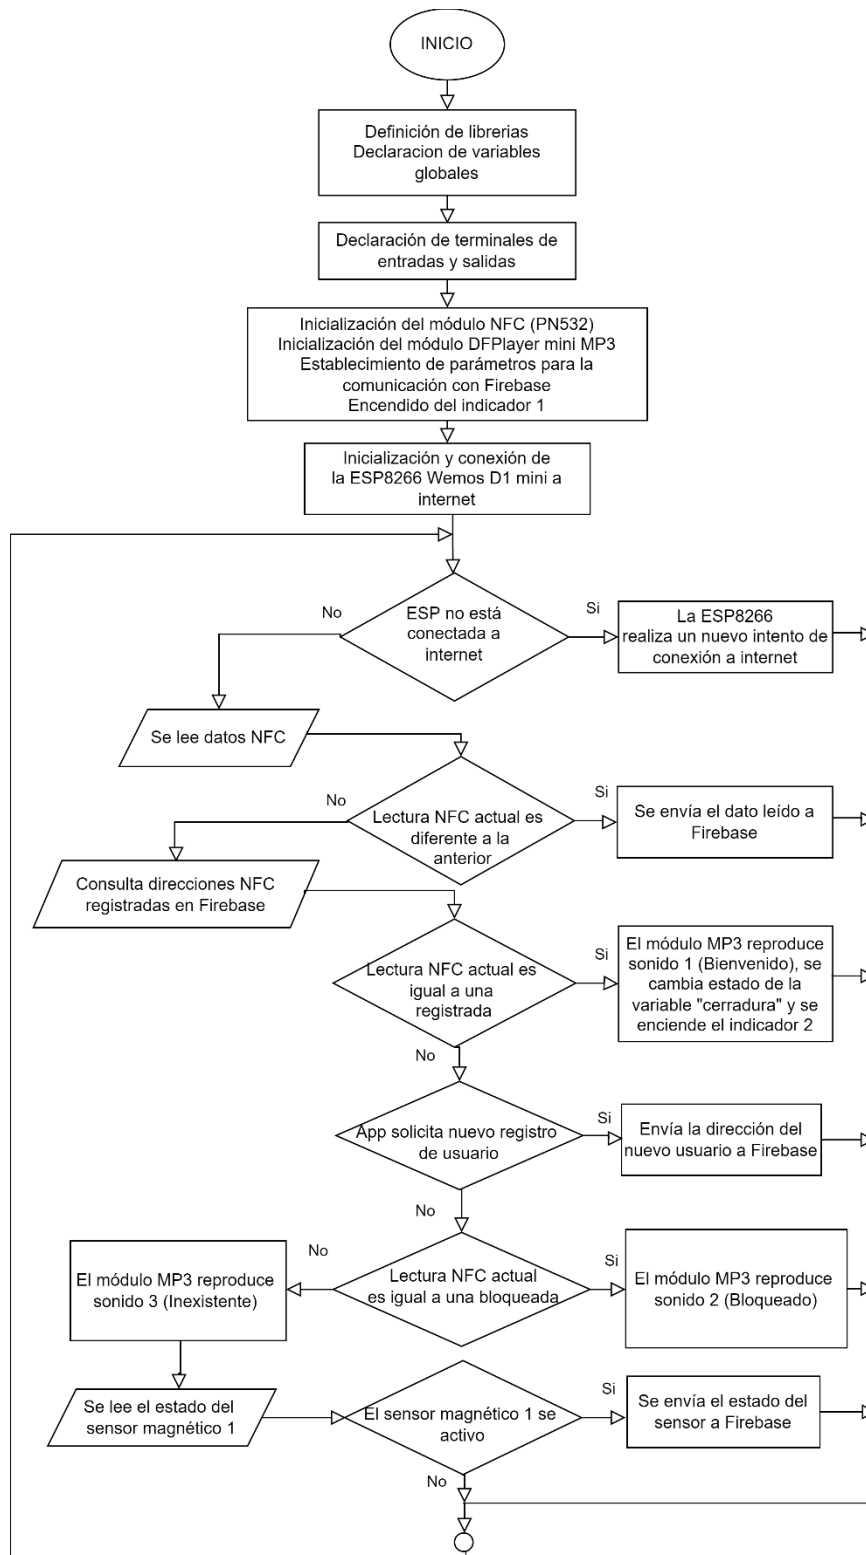 INICIO
Definición de librerias
Declaracion de variables
globales
Declaración de terminales de
entradas y salidas
Inicialización del módulo NFC (PN532)
Inicialización del módulo DFPlayer mini MP3
Establecimiento de parámetros para la
comunicación con Firebase
Encendido del indicador 1
Inicialización y conexión de
la ESP8266 Wemos D1 mini a
internet
No
ESP no está
conectada a
internet
Si
La ESP8266
realiza un nuevo intento de
conexión a internet
Se lee datos NFC
No
Lectura NFC actual es
diferente a la
anterior
Si
Se envía el dato leído a
Firebase
Consulta direcciones NFC
registradas en Firebase
Lectura NFC actual es
igual a una
registrada
Si
El módulo MP3 reproduce
sonido 1 (Bienvenido), se
cambia estado de la
variable "cerradura" y se
enciende el indicador 2
No
App solicita nuevo registro
de usuario
Si
Envía la dirección del
nuevo usuario a Firebase
No
Lectura NFC actual
es igual a una bloqueada
Si
El módulo MP3 reproduce
sonido 2 (Bloqueado)
No
El módulo MP3 reproduce
sonido 3 (Inexistente)
Se lee el estado del
sensor magnético 1
El sensor magnético 1 se
activo
Si
Se envía el estado del
sensor a Firebase
No